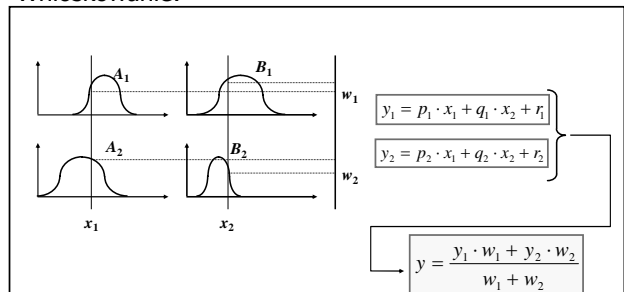 Wnioskowanie:
A₁
B₁
w₁
y₁ = p₁ · x₁ + q₁ · x₂ + r₁
A₂
B₂
w₂
y₂ = p₂ · x₁ + q₂ · x₂ + r₂
x₁
x₂
y = (y₁ · w₁ + y₂ · w₂) / (w₁ + w₂)